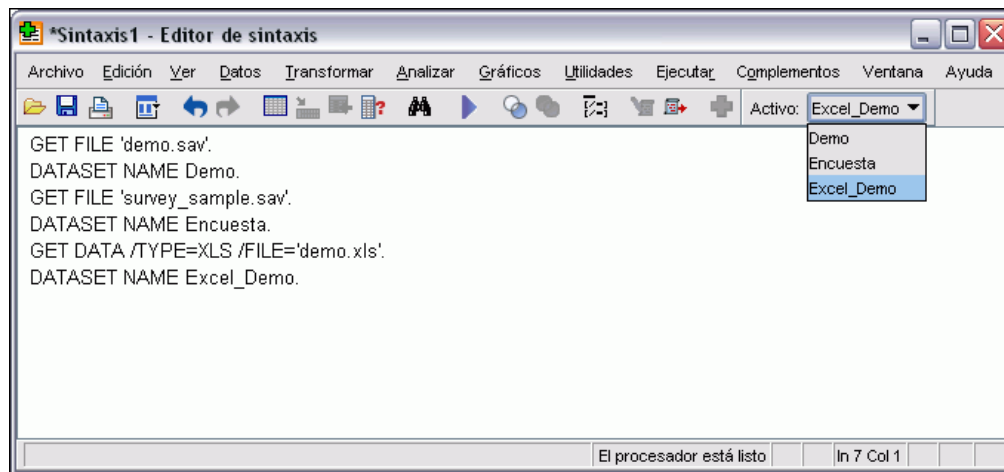 *Sintaxis1 - Editor de sintaxis
Archivo Edición Ver Datos Transformar Analizar Gráficos Utilidades Ejecutar Complementos Ventana Ayuda
Activo: Excel_Demo
Demo
Encuesta
Excel_Demo
GET FILE 'demo.sav'.
DATASET NAME Demo.
GET FILE 'survey_sample.sav'.
DATASET NAME Encuesta.
GET DATA /TYPE=XLS /FILE='demo.xls'.
DATASET NAME Excel_Demo.
El procesador está listo In 7 Col 1